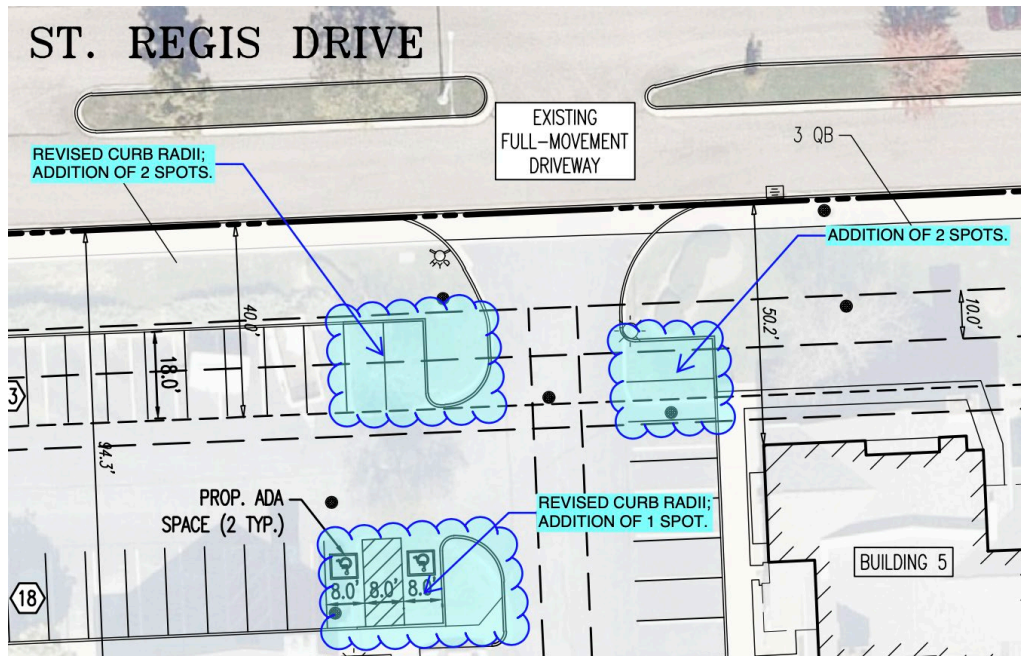 ST. REGIS DRIVE
EXISTING
FULL-MOVEMENT
DRIVEWAY
3 QB
REVISED CURB RADII;
ADDITION OF 2 SPOTS.
ADDITION OF 2 SPOTS.
40.0'
50.2'
10.0'
18.0'
3
94.3'
PROP. ADA
SPACE (2 TYP.)
REVISED CURB RADII;
ADDITION OF 1 SPOT.
8.0' 8.0' 8.0'
18
BUILDING 5